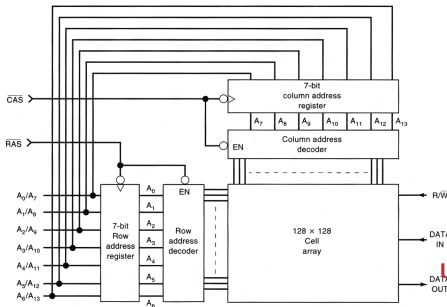 7-bit
column address
register
CAS
A7 A8 A9 A10 A11 A12 A13
Column address
decoder
EN
RAS
A0/A7
A1/A8
A2/A9
A3/A10
A4/A11
A5/A12
A6/A13
7-bit
Row
address
register
A0
A1
A2
A3
A4
A5
A6
EN
Row
address
decoder
128 × 128
Cell
array
R/W
DATA
IN
DATA
OUT